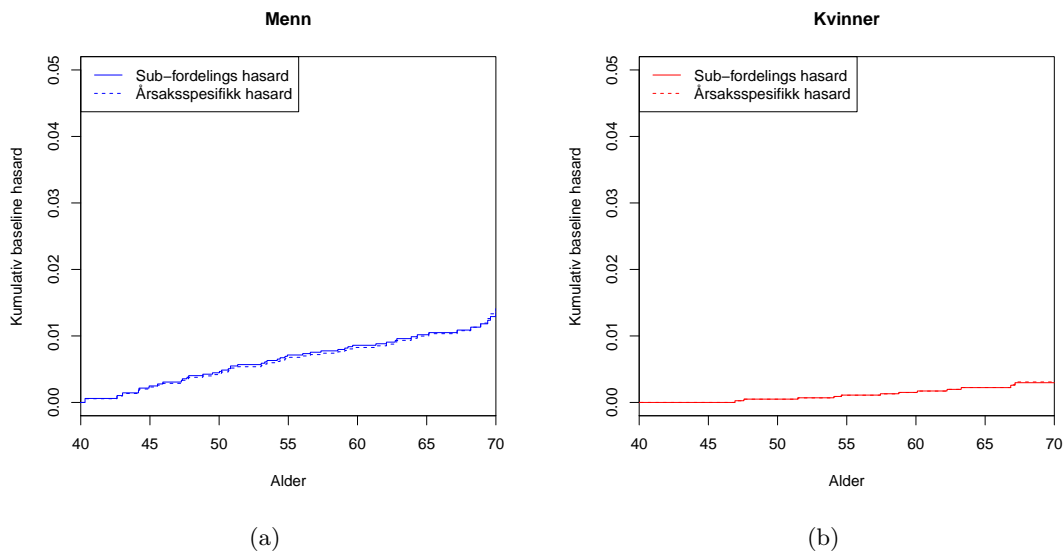 Menn
Sub−fordelings hasard
Årsaksspesifikk hasard
Kumulativ baseline hasard
0.00
0.01
0.02
0.03
0.04
0.05
40 45 50 55 60 65 70
Alder
(a)
Kvinner
Sub−fordelings hasard
Årsaksspesifikk hasard
Kumulativ baseline hasard
0.00
0.01
0.02
0.03
0.04
0.05
40 45 50 55 60 65 70
Alder
(b)